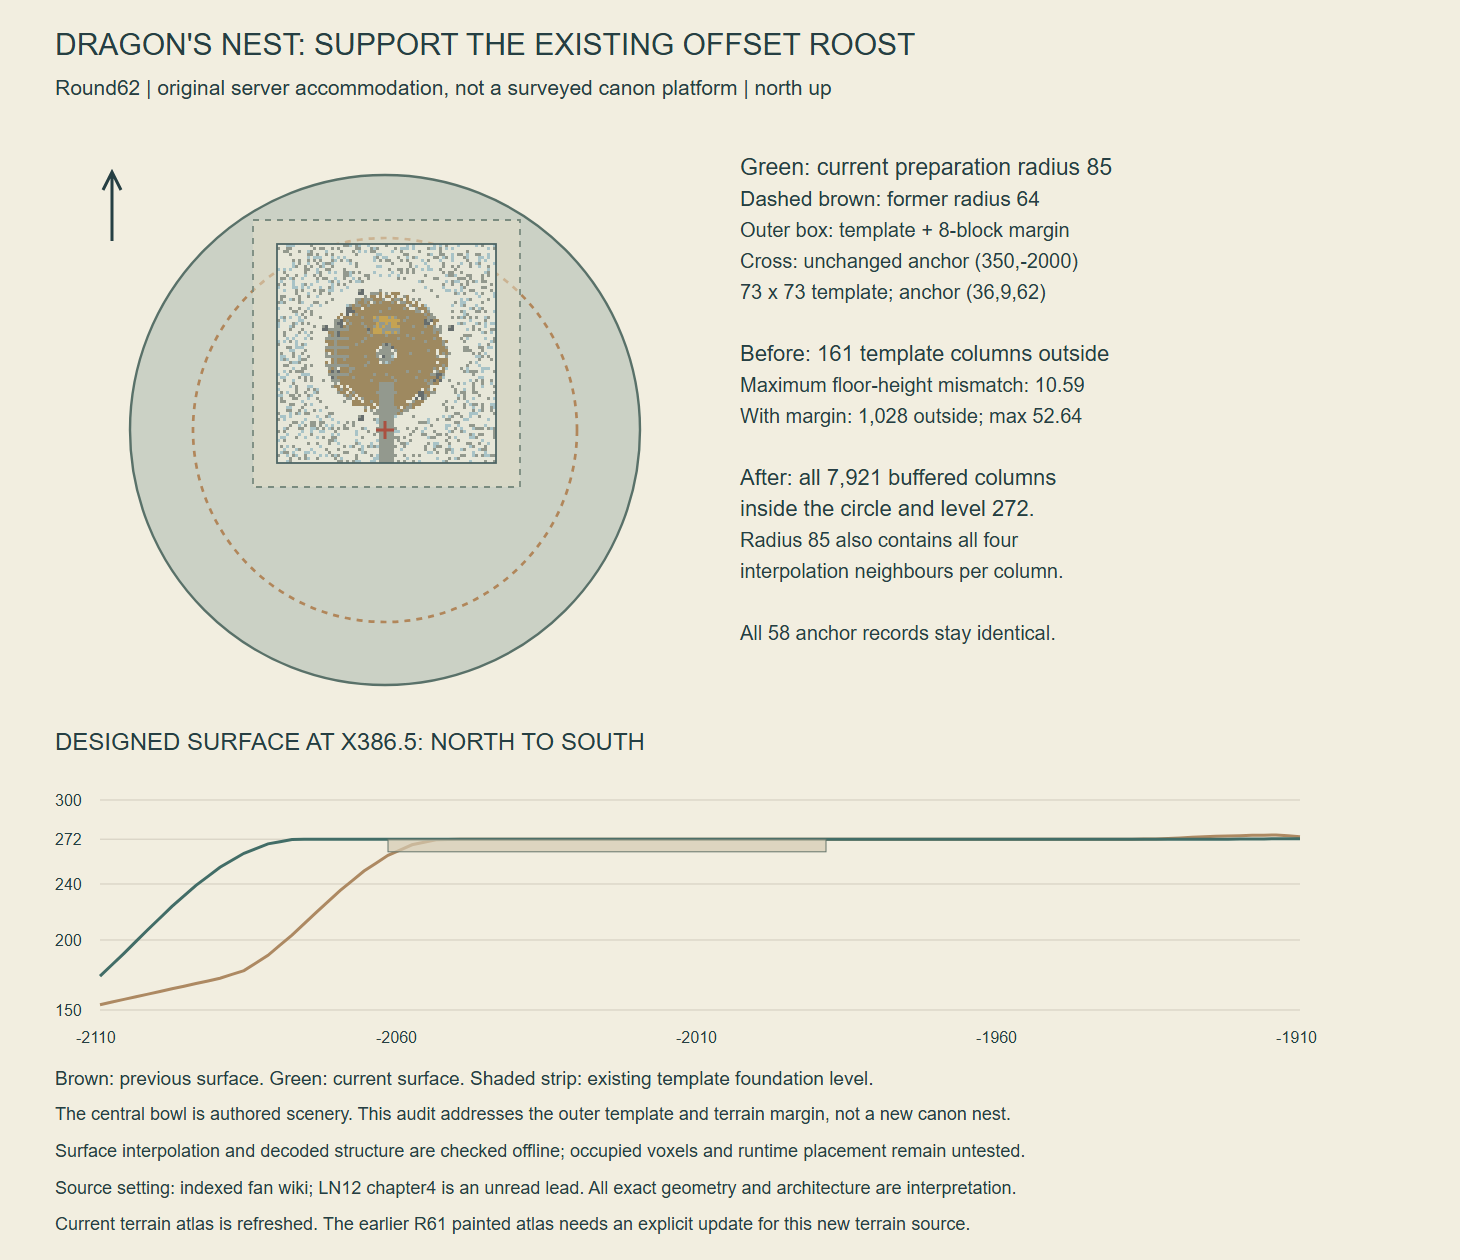 DRAGON'S NEST: SUPPORT THE EXISTING OFFSET ROOST
Round62 | original server accommodation, not a surveyed canon platform | north up
Green: current preparation radius 85
Dashed brown: former radius 64
Outer box: template + 8-block margin
Cross: unchanged anchor (350,-2000)
73 x 73 template; anchor (36,9,62)
Before: 161 template columns outside
Maximum floor-height mismatch: 10.59
With margin: 1,028 outside; max 52.64
After: all 7,921 buffered columns
inside the circle and level 272.
Radius 85 also contains all four
interpolation neighbours per column.
All 58 anchor records stay identical.
DESIGNED SURFACE AT X386.5: NORTH TO SOUTH
300
272
240
200
150
-2110 -2060 -2010 -1960 -1910
Brown: previous surface. Green: current surface. Shaded strip: existing template foundation level.
The central bowl is authored scenery. This audit addresses the outer template and terrain margin, not a new canon nest.
Surface interpolation and decoded structure are checked offline; occupied voxels and runtime placement remain untested.
Source setting: indexed fan wiki; LN12 chapter4 is an unread lead. All exact geometry and architecture are interpretation.
Current terrain atlas is refreshed. The earlier R61 painted atlas needs an explicit update for this new terrain source.